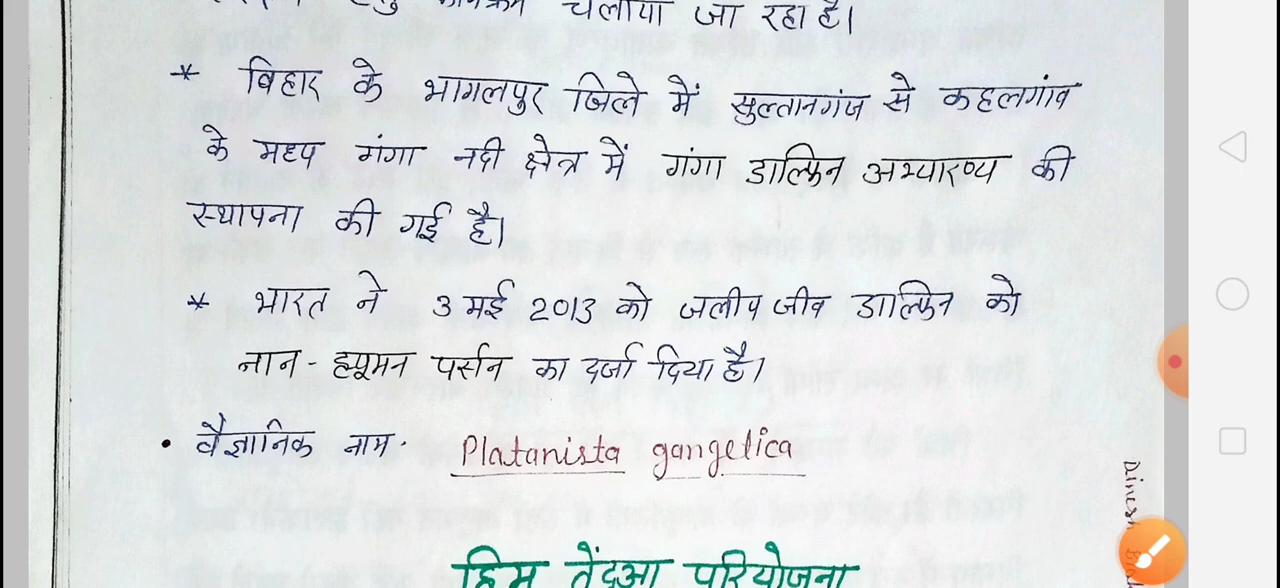 चलाया जा रहा है।
* विहार के भागलपुर जिले में सुल्तानगंज से कहलगांव
के मध्य गंगा नदी क्षेत्र में गंगा डाल्फिन अभ्यारण्य की
स्थापना की गई है।
* भारत ने 3 मई 2013 को जलीय जीव डाल्फिन को
नान - ह्यूमन पर्सन का दर्जा दिया है।
• वैज्ञानिक नाम. Platanista gangetica
हिम तेंदुआ परियोजना